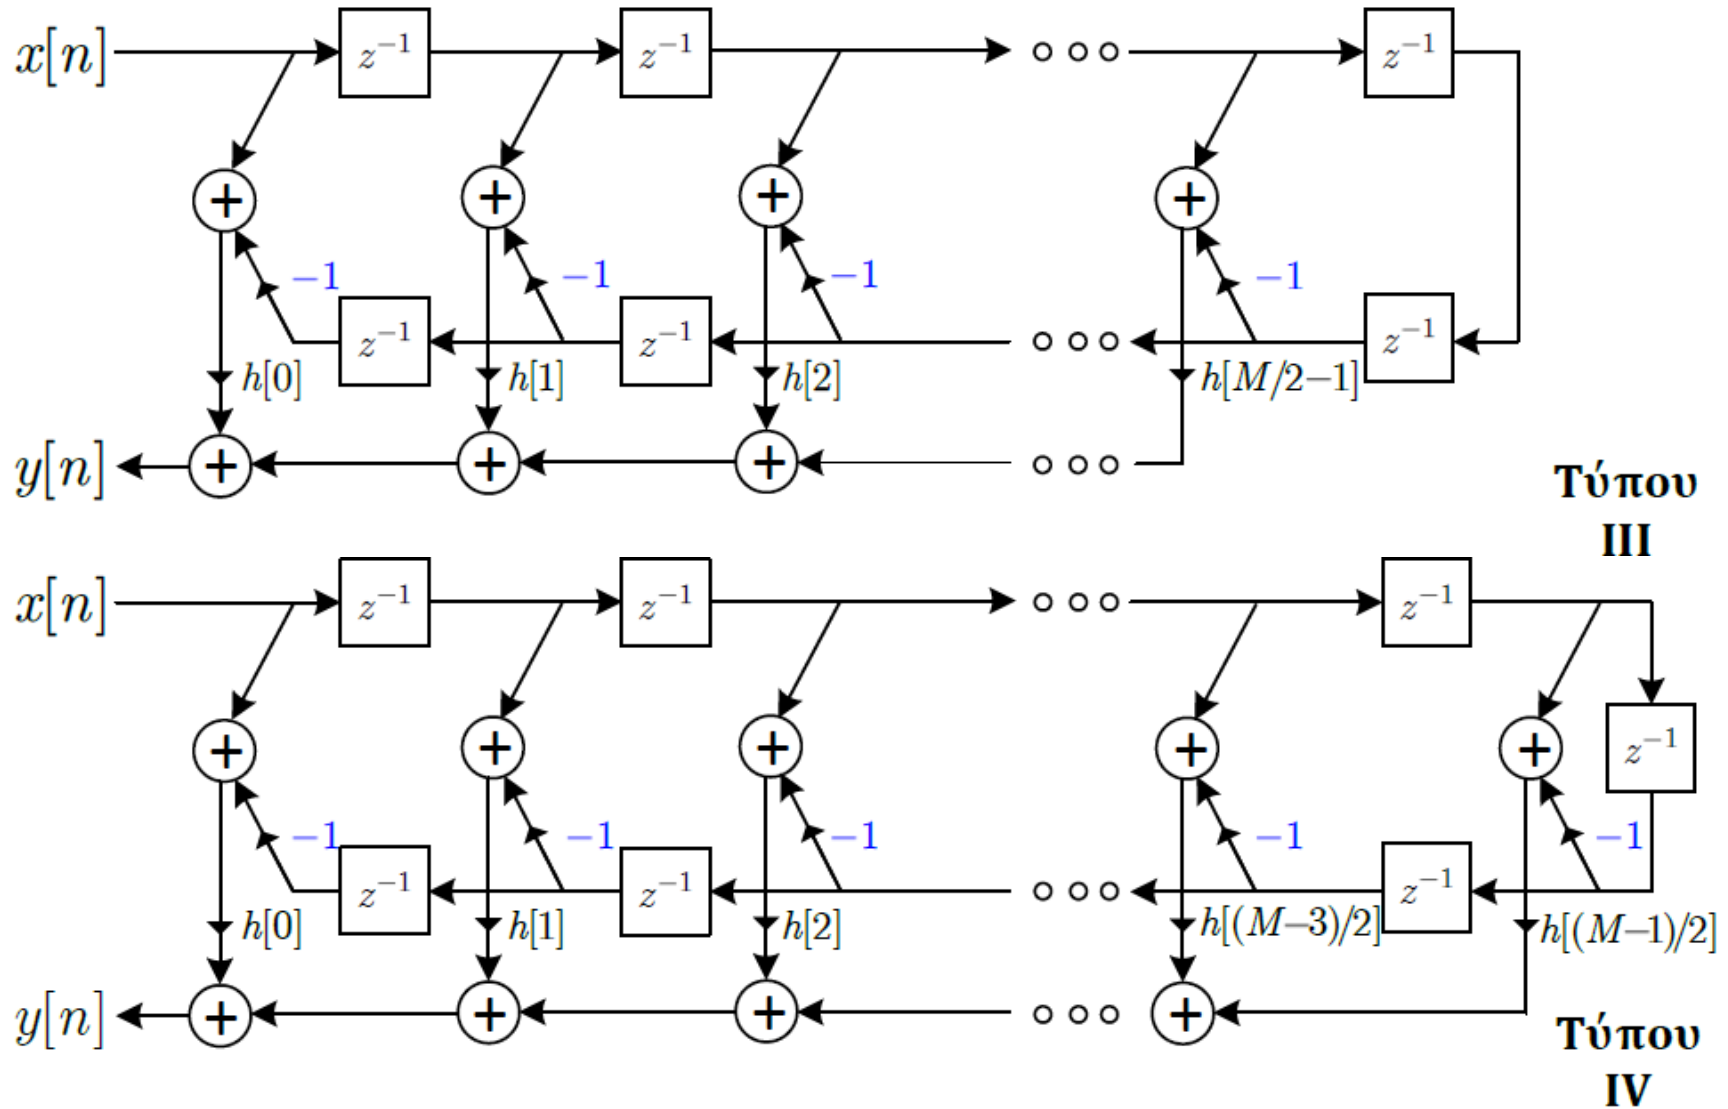 x[n] z⁻¹ z⁻¹ z⁻¹
+ + + +
−1 −1 −1 −1
z⁻¹ z⁻¹ z⁻¹
h[0] h[1] h[2] h[M/2−1]
y[n] + + +
Τύπου
III
x[n] z⁻¹ z⁻¹ z⁻¹
+ + + + + z⁻¹
−1 −1 −1 −1 −1
z⁻¹ z⁻¹ z⁻¹
h[0] h[1] h[2] h[(M−3)/2] h[(M−1)/2]
y[n] + + + +
Τύπου
IV